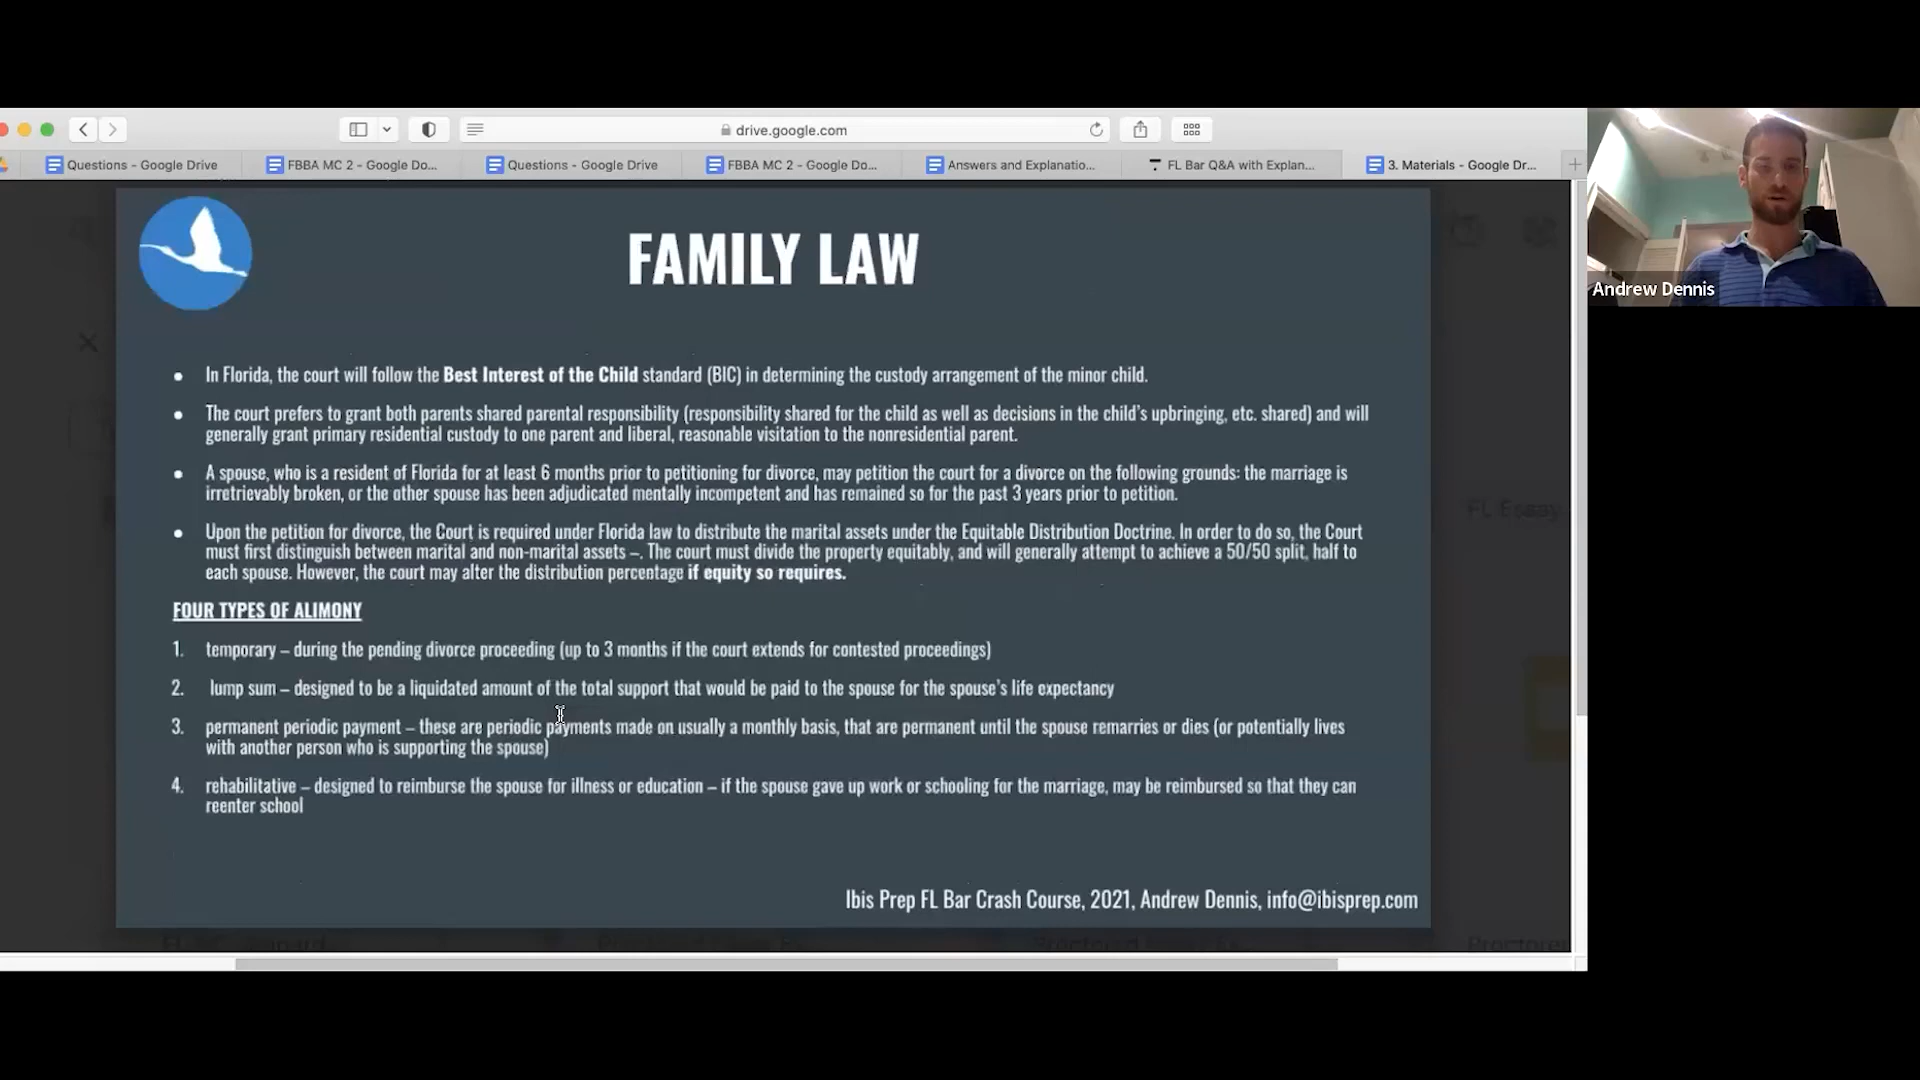 drive.google.com
Questions - Google Drive
FBBA MC 2 - Google Do...
Questions - Google Drive
FBBA MC 2 - Google Do...
Answers and Explanatio...
FL Bar Q&A with Explan...
3. Materials - Google Dr...
FAMILY LAW
Andrew Dennis
In Florida, the court will follow the Best Interest of the Child standard (BIC) in determining the custody arrangement of the minor child.
The court prefers to grant both parents shared parental responsibility (responsibility shared for the child as well as decisions in the child's upbringing, etc. shared) and will
generally grant primary residential custody to one parent and liberal, reasonable visitation to the nonresidential parent.
A spouse, who is a resident of Florida for at least 6 months prior to petitioning for divorce, may petition the court for a divorce on the following grounds: the marriage is
irretrievably broken, or the other spouse has been adjudicated mentally incompetent and has remained so for the past 3 years prior to petition.
Upon the petition for divorce, the Court is required under Florida law to distribute the marital assets under the Equitable Distribution Doctrine. In order to do so, the Court
must first distinguish between marital and non-marital assets –. The court must divide the property equitably, and will generally attempt to achieve a 50/50 split, half to
each spouse. However, the court may alter the distribution percentage if equity so requires.
FL Essay
FOUR TYPES OF ALIMONY
1. temporary – during the pending divorce proceeding (up to 3 months if the court extends for contested proceedings)
2. lump sum – designed to be a liquidated amount of the total support that would be paid to the spouse for the spouse's life expectancy
3. permanent periodic payment – these are periodic payments made on usually a monthly basis, that are permanent until the spouse remarries or dies (or potentially lives
with another person who is supporting the spouse)
4. rehabilitative – designed to reimburse the spouse for illness or education – if the spouse gave up work or schooling for the marriage, may be reimbursed so that they can
reenter school
Ibis Prep FL Bar Crash Course, 2021, Andrew Dennis, info@ibisprep.com